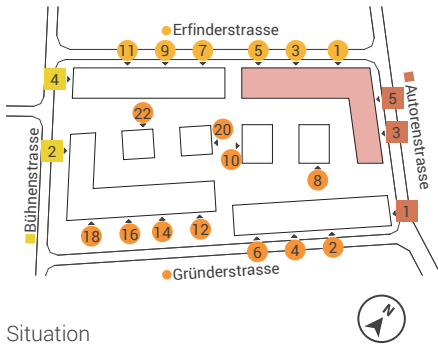 Erfinderstrasse
11 9 7 5 3 1
4
5
Autorenstrasse
3
22
20
2
10
8
Bühnenstrasse
1
18 16 14 12
6 4 2
Gründerstrasse
N
Situation